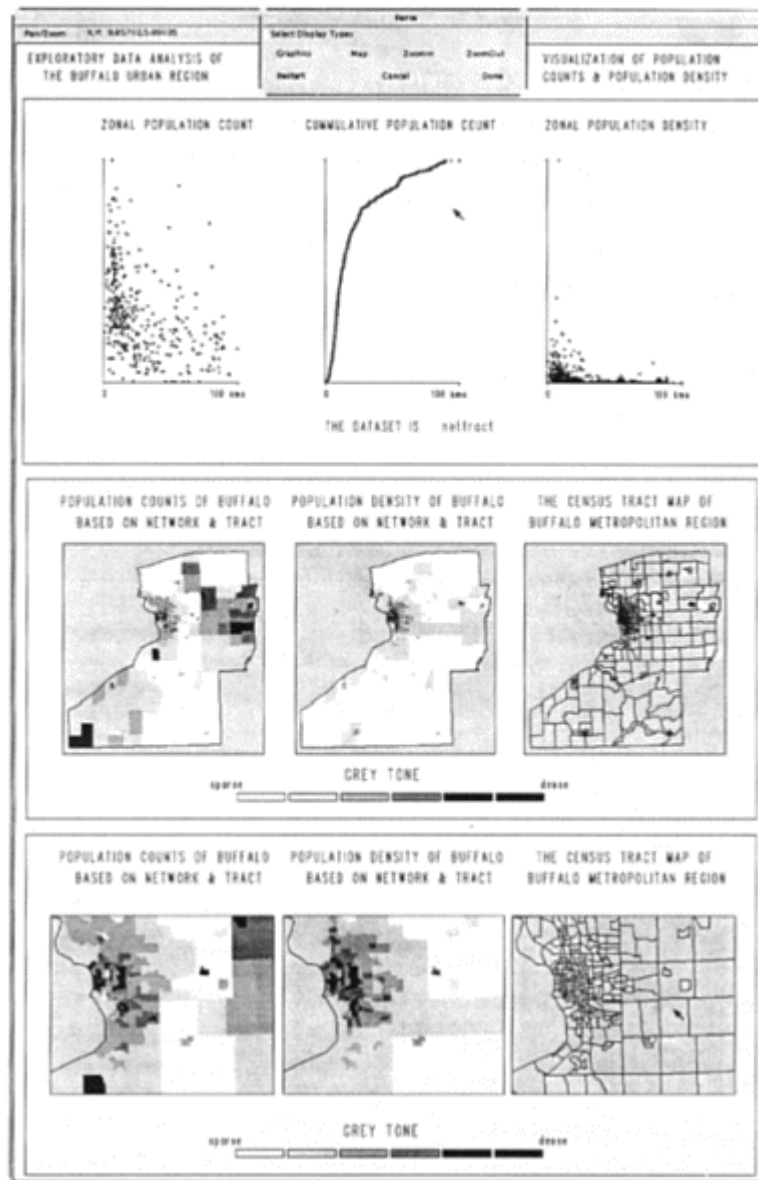 Form
Pan/Zoom X,Y:
Select Display Types
Graphics Map ZoomIn ZoomOut
Restart Cancel Done
EXPLORATORY DATA ANALYSIS OF
THE BUFFALO URBAN REGION
VISUALIZATION OF POPULATION
COUNTS & POPULATION DENSITY
ZONAL POPULATION COUNT
CUMMULATIVE POPULATION COUNT
ZONAL POPULATION DENSITY
0 100 kms
0 100 kms
0 100 kms
THE DATASET IS nettract
POPULATION COUNTS OF BUFFALO
BASED ON NETWORK & TRACT
POPULATION DENSITY OF BUFFALO
BASED ON NETWORK & TRACT
THE CENSUS TRACT MAP OF
BUFFALO METROPOLITAN REGION
GREY TONE
sparse dense
POPULATION COUNTS OF BUFFALO
BASED ON NETWORK & TRACT
POPULATION DENSITY OF BUFFALO
BASED ON NETWORK & TRACT
THE CENSUS TRACT MAP OF
BUFFALO METROPOLITAN REGION
GREY TONE
sparse dense